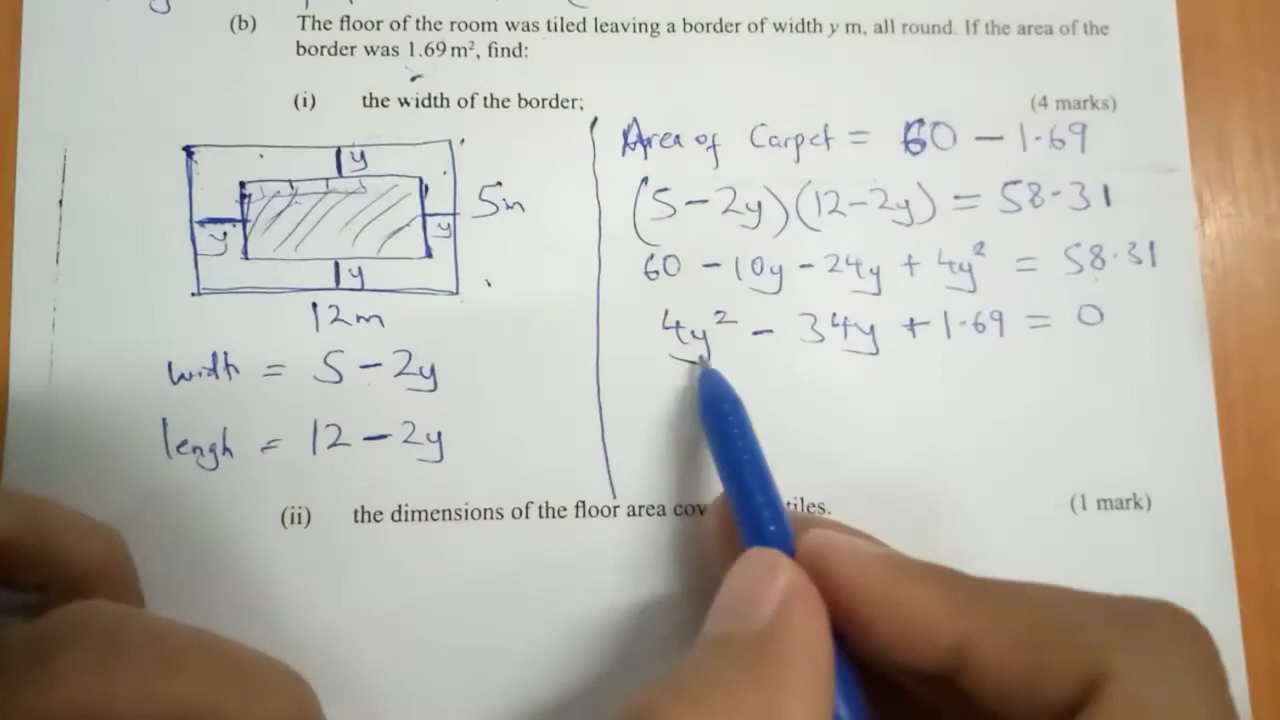 (b) The floor of the room was tiled leaving a border of width y m, all round. If the area of the
border was 1.69 m², find:
(i) the width of the border; (4 marks)
y
5m
y
y
y
12m
width = 5 - 2y
lengh = 12 - 2y
Area of Carpet = 60 - 1.69
(5-2y)(12-2y) = 58.31
60 - 10y - 24y + 4y² = 58.31
4y² - 34y + 1.69 = 0
(ii) the dimensions of the floor area tiles. (1 mark)